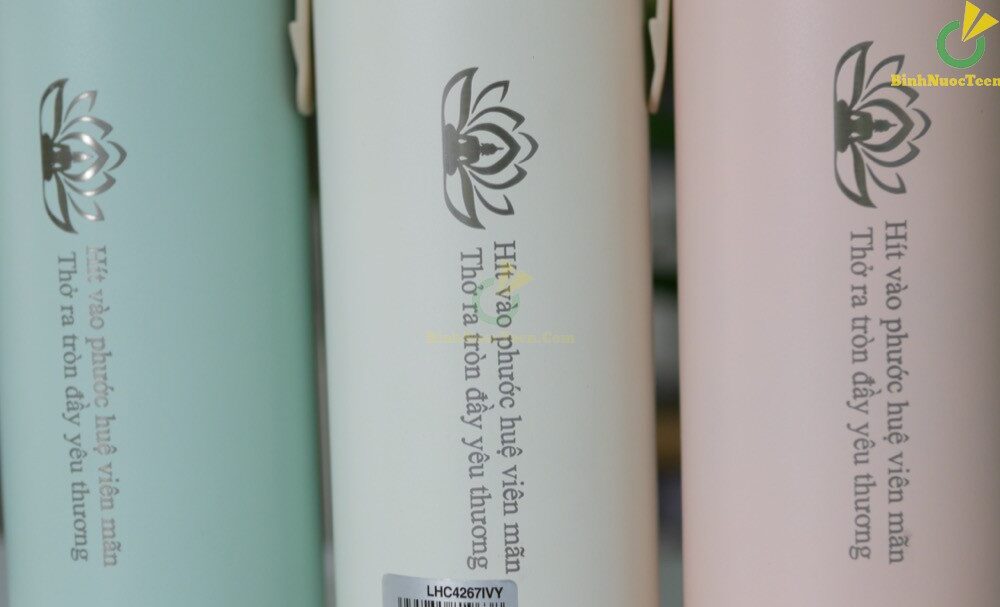 Hít vào phước huệ viên mãn
Thở ra tròn đầy yêu thương
Hít vào phước huệ viên mãn
Thở ra tròn đầy yêu thương
Hít vào phước huệ viên mãn
Thở ra tròn đầy yêu thương
LHC4267IVY
BinhNuocTeen
BinhNuocTeen.Com